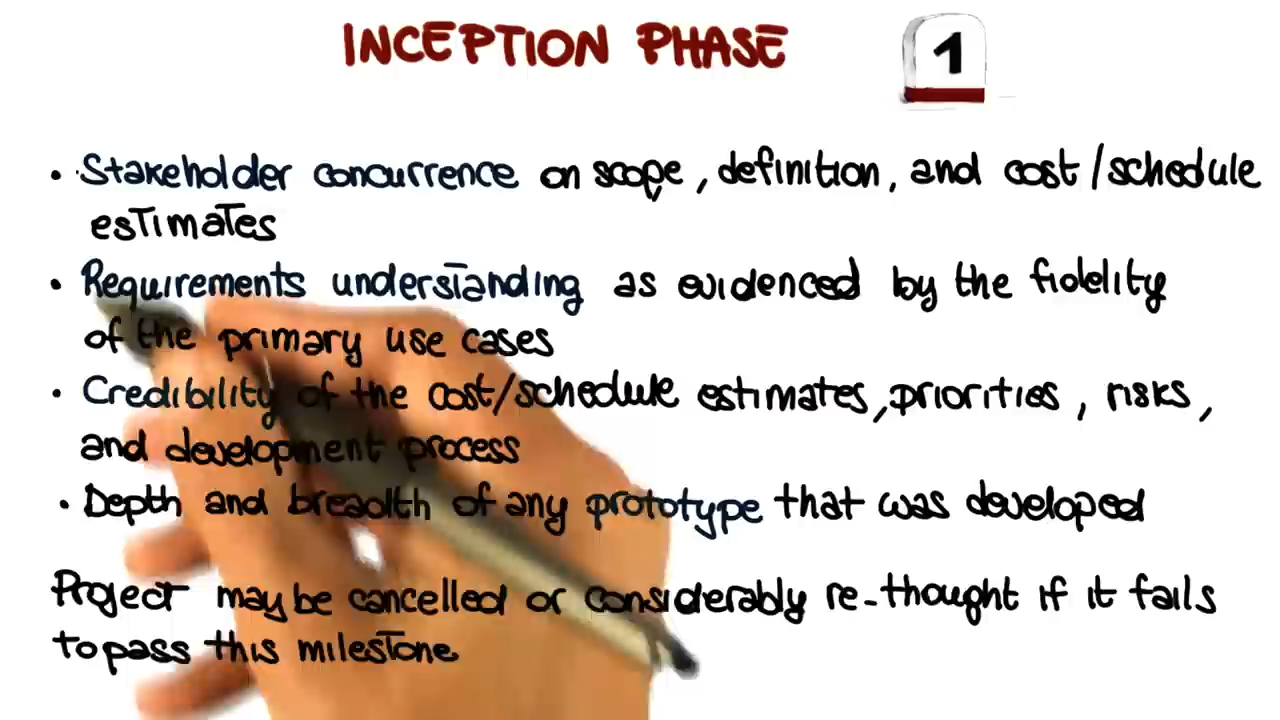 INCEPTION PHASE
1
• Stakeholder concurrence on scope, definition, and cost/schedule
estimates
• Requirements understanding as evidenced by the fidelity
of the primary use cases
• Credibility of the cost/schedule estimates, priorities, risks,
and development process
• Depth and breadth of any prototype that was developed
Project may be cancelled or considerably re-thought if it fails
to pass this milestone